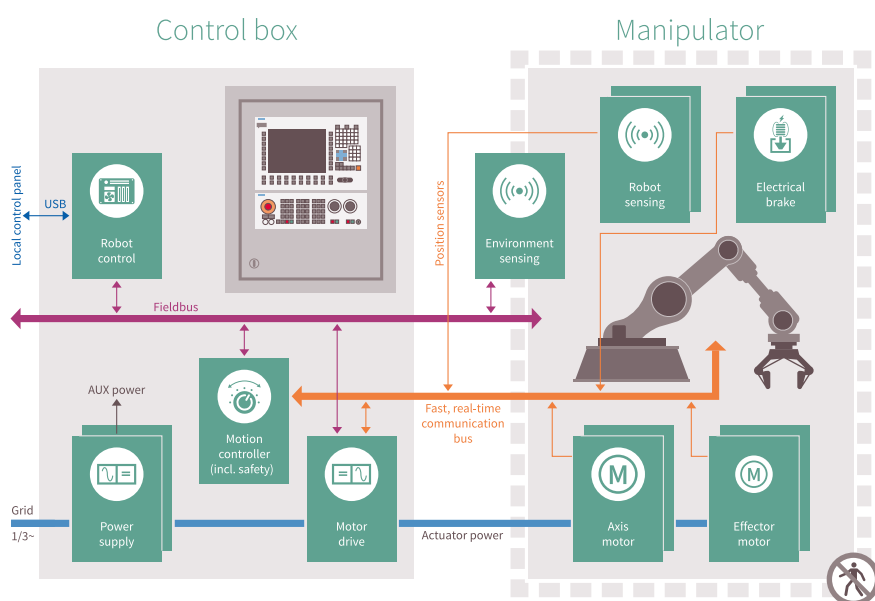 Control box
Manipulator
Local control panel
USB
Robot
control
Position sensors
Environment
sensing
Robot
sensing
Electrical
brake
Fieldbus
AUX power
Motion
controller
(incl. safety)
Fast, real-time
communication
bus
Grid
1/3~
Power
supply
Motor
drive
Actuator power
M
Axis
motor
M
Effector
motor